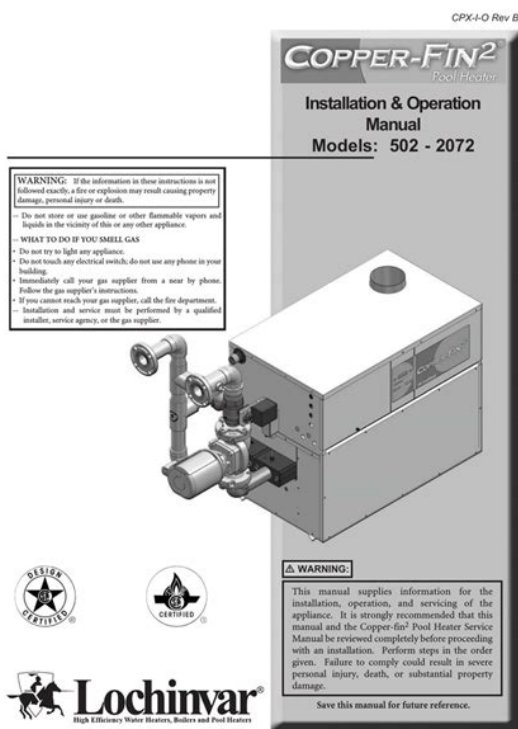 CPX-I-O Rev B
COPPER-FIN²
Pool Heater
Installation & Operation
Manual
Models: 502 - 2072
WARNING: If the information in these instructions is not
followed exactly, a fire or explosion may result causing property
damage, personal injury or death.
-- Do not store or use gasoline or other flammable vapors and
liquids in the vicinity of this or any other appliance.
-- WHAT TO DO IF YOU SMELL GAS
• Do not try to light any appliance.
• Do not touch any electrical switch; do not use any phone in your
building.
• Immediately call your gas supplier from a near by phone.
Follow the gas supplier's instructions.
• If you cannot reach your gas supplier, call the fire department.
-- Installation and service must be performed by a qualified
installer, service agency, or the gas supplier.
COPPER-FIN²
DESIGN
CERTIFIED
®
CERTIFIED
⚠ WARNING:
This manual supplies information for the
installation, operation, and servicing of the
appliance. It is strongly recommended that this
manual and the Copper-fin² Pool Heater Service
Manual be reviewed completely before proceeding
with an installation. Perform steps in the order
given. Failure to comply could result in severe
personal injury, death, or substantial property
damage.
Save this manual for future reference.
Lochinvar®
High Efficiency Water Heaters, Boilers and Pool Heaters